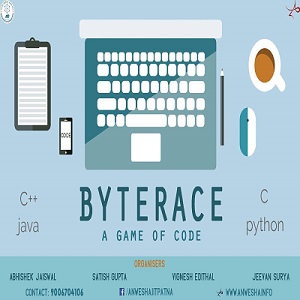 CODE
C++
java
C
python
BYTERACE
A GAME OF CODE
ORGANISERS
ABHISHEK JAISWAL SATISH GUPTA VIGNESH EDITHAL JEEVAN SURYA
CONTACT: 9006704106 /ANWESHAIITPATNA WWW.ANWESHA.INFO